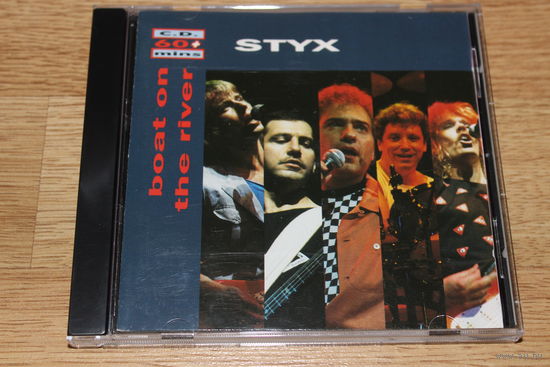 C.D.
60+
mins
STYX
boat on
the river